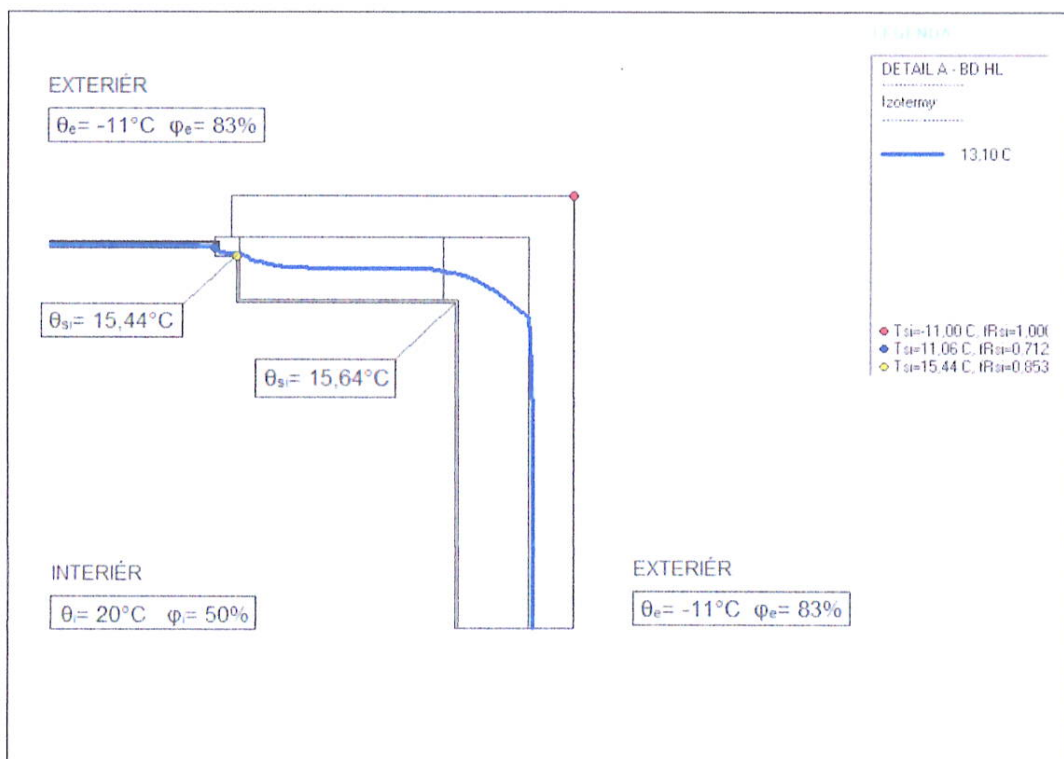 LEGENDA
DETAIL A - BD HL
Izotermy:
13,10 C
EXTERIÉR
θe= -11°C φe= 83%
θsi= 15,44°C
θsi= 15,64°C
Tsi=-11,00 C, fRsi=1,000
Tsi=11,06 C, fRsi=0,712
Tsi=15,44 C, fRsi=0,853
INTERIÉR
θi= 20°C φi= 50%
EXTERIÉR
θe= -11°C φe= 83%